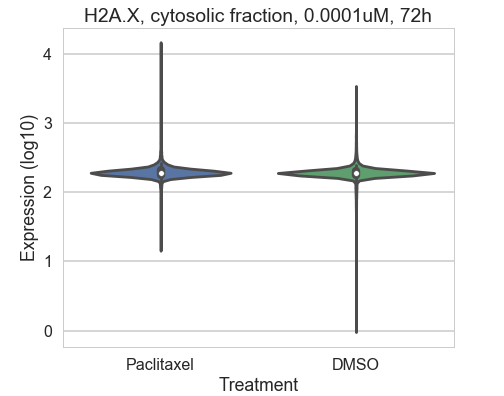 H2A.X, cytosolic fraction, 0.0001uM, 72h
Expression (log10)
4
3
2
1
0
Paclitaxel DMSO
Treatment